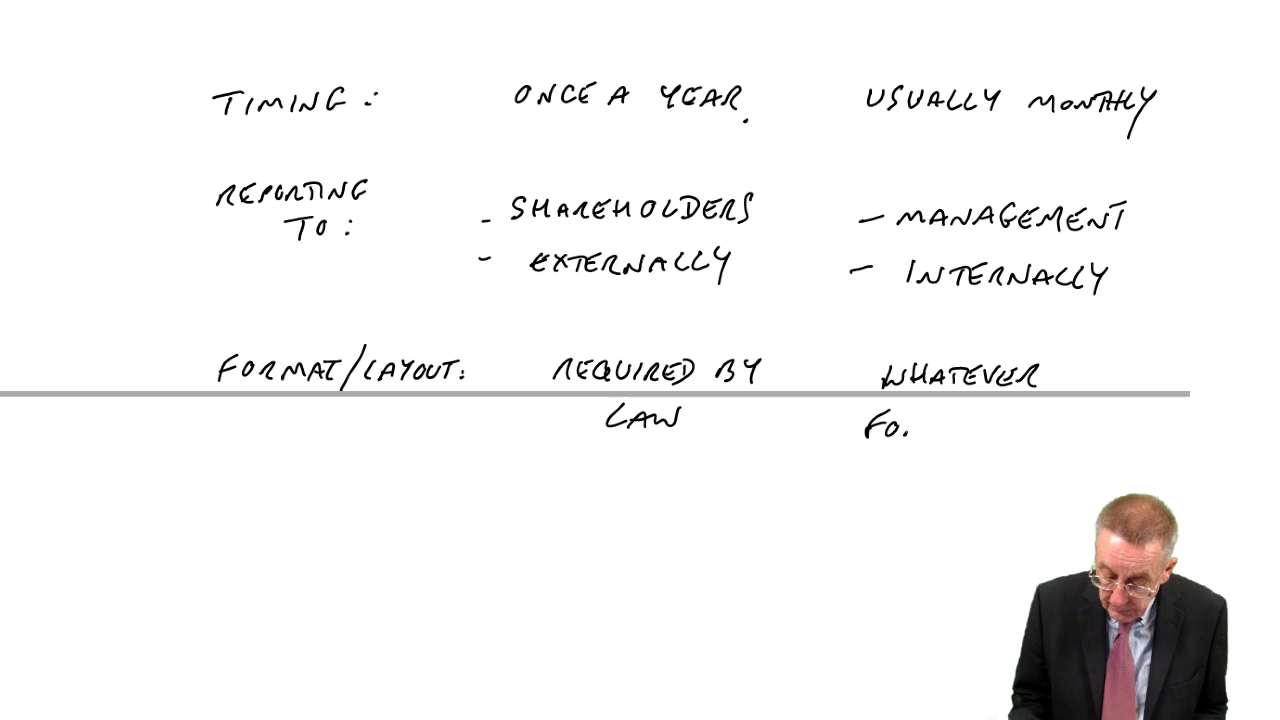 TIMING: ONCE A YEAR. USUALLY MONTHLY
REPORTING
TO:
- SHAREHOLDERS
- EXTERNALLY
- MANAGEMENT
- INTERNALLY
FORMAT/LAYOUT: REQUIRED BY
LAW
WHATEVER
FO.